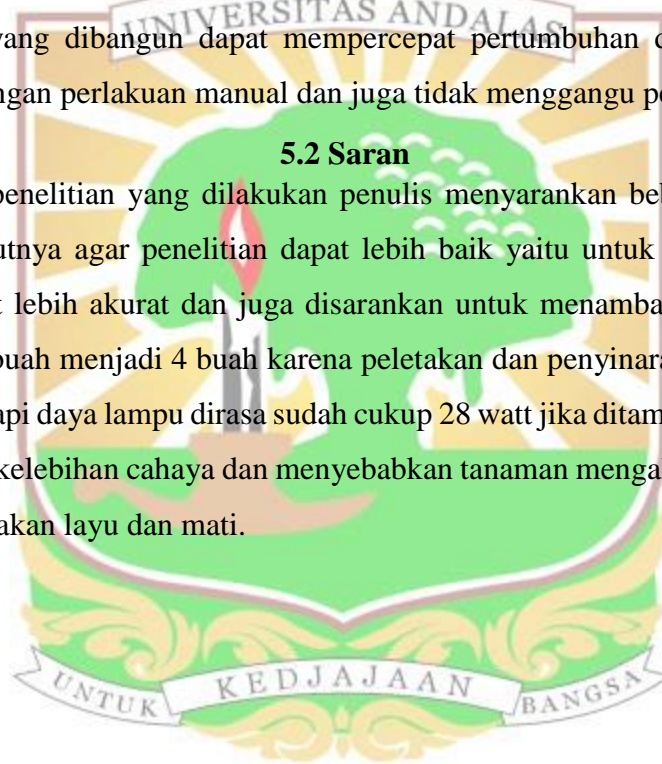 UNIVERSITAS ANDALAS
yang dibangun dapat mempercepat pertumbuhan
ngan perlakuan manual dan juga tidak menggangu
5.2 Saran
penelitian yang dilakukan penulis menyarankan
utnya agar penelitian dapat lebih baik yaitu untuk
lebih akurat dan juga disarankan untuk menamba
buah menjadi 4 buah karena peletakan dan penyinara
api daya lampu dirasa sudah cukup 28 watt jika ditam
kelebihan cahaya dan menyebabkan tanaman menga
akan layu dan mati.
UNTUK KEDJAJAAN BANGSA